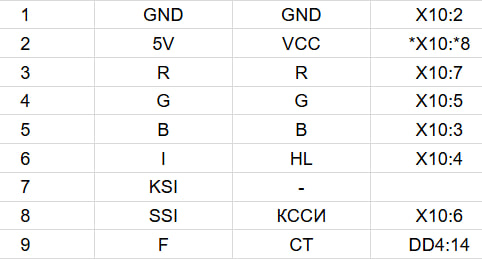 1 GND GND X10:2
2 5V VCC *X10:*8
3 R R X10:7
4 G G X10:5
5 B B X10:3
6 I HL X10:4
7 KSI -
8 SSI КССИ X10:6
9 F CT DD4:14